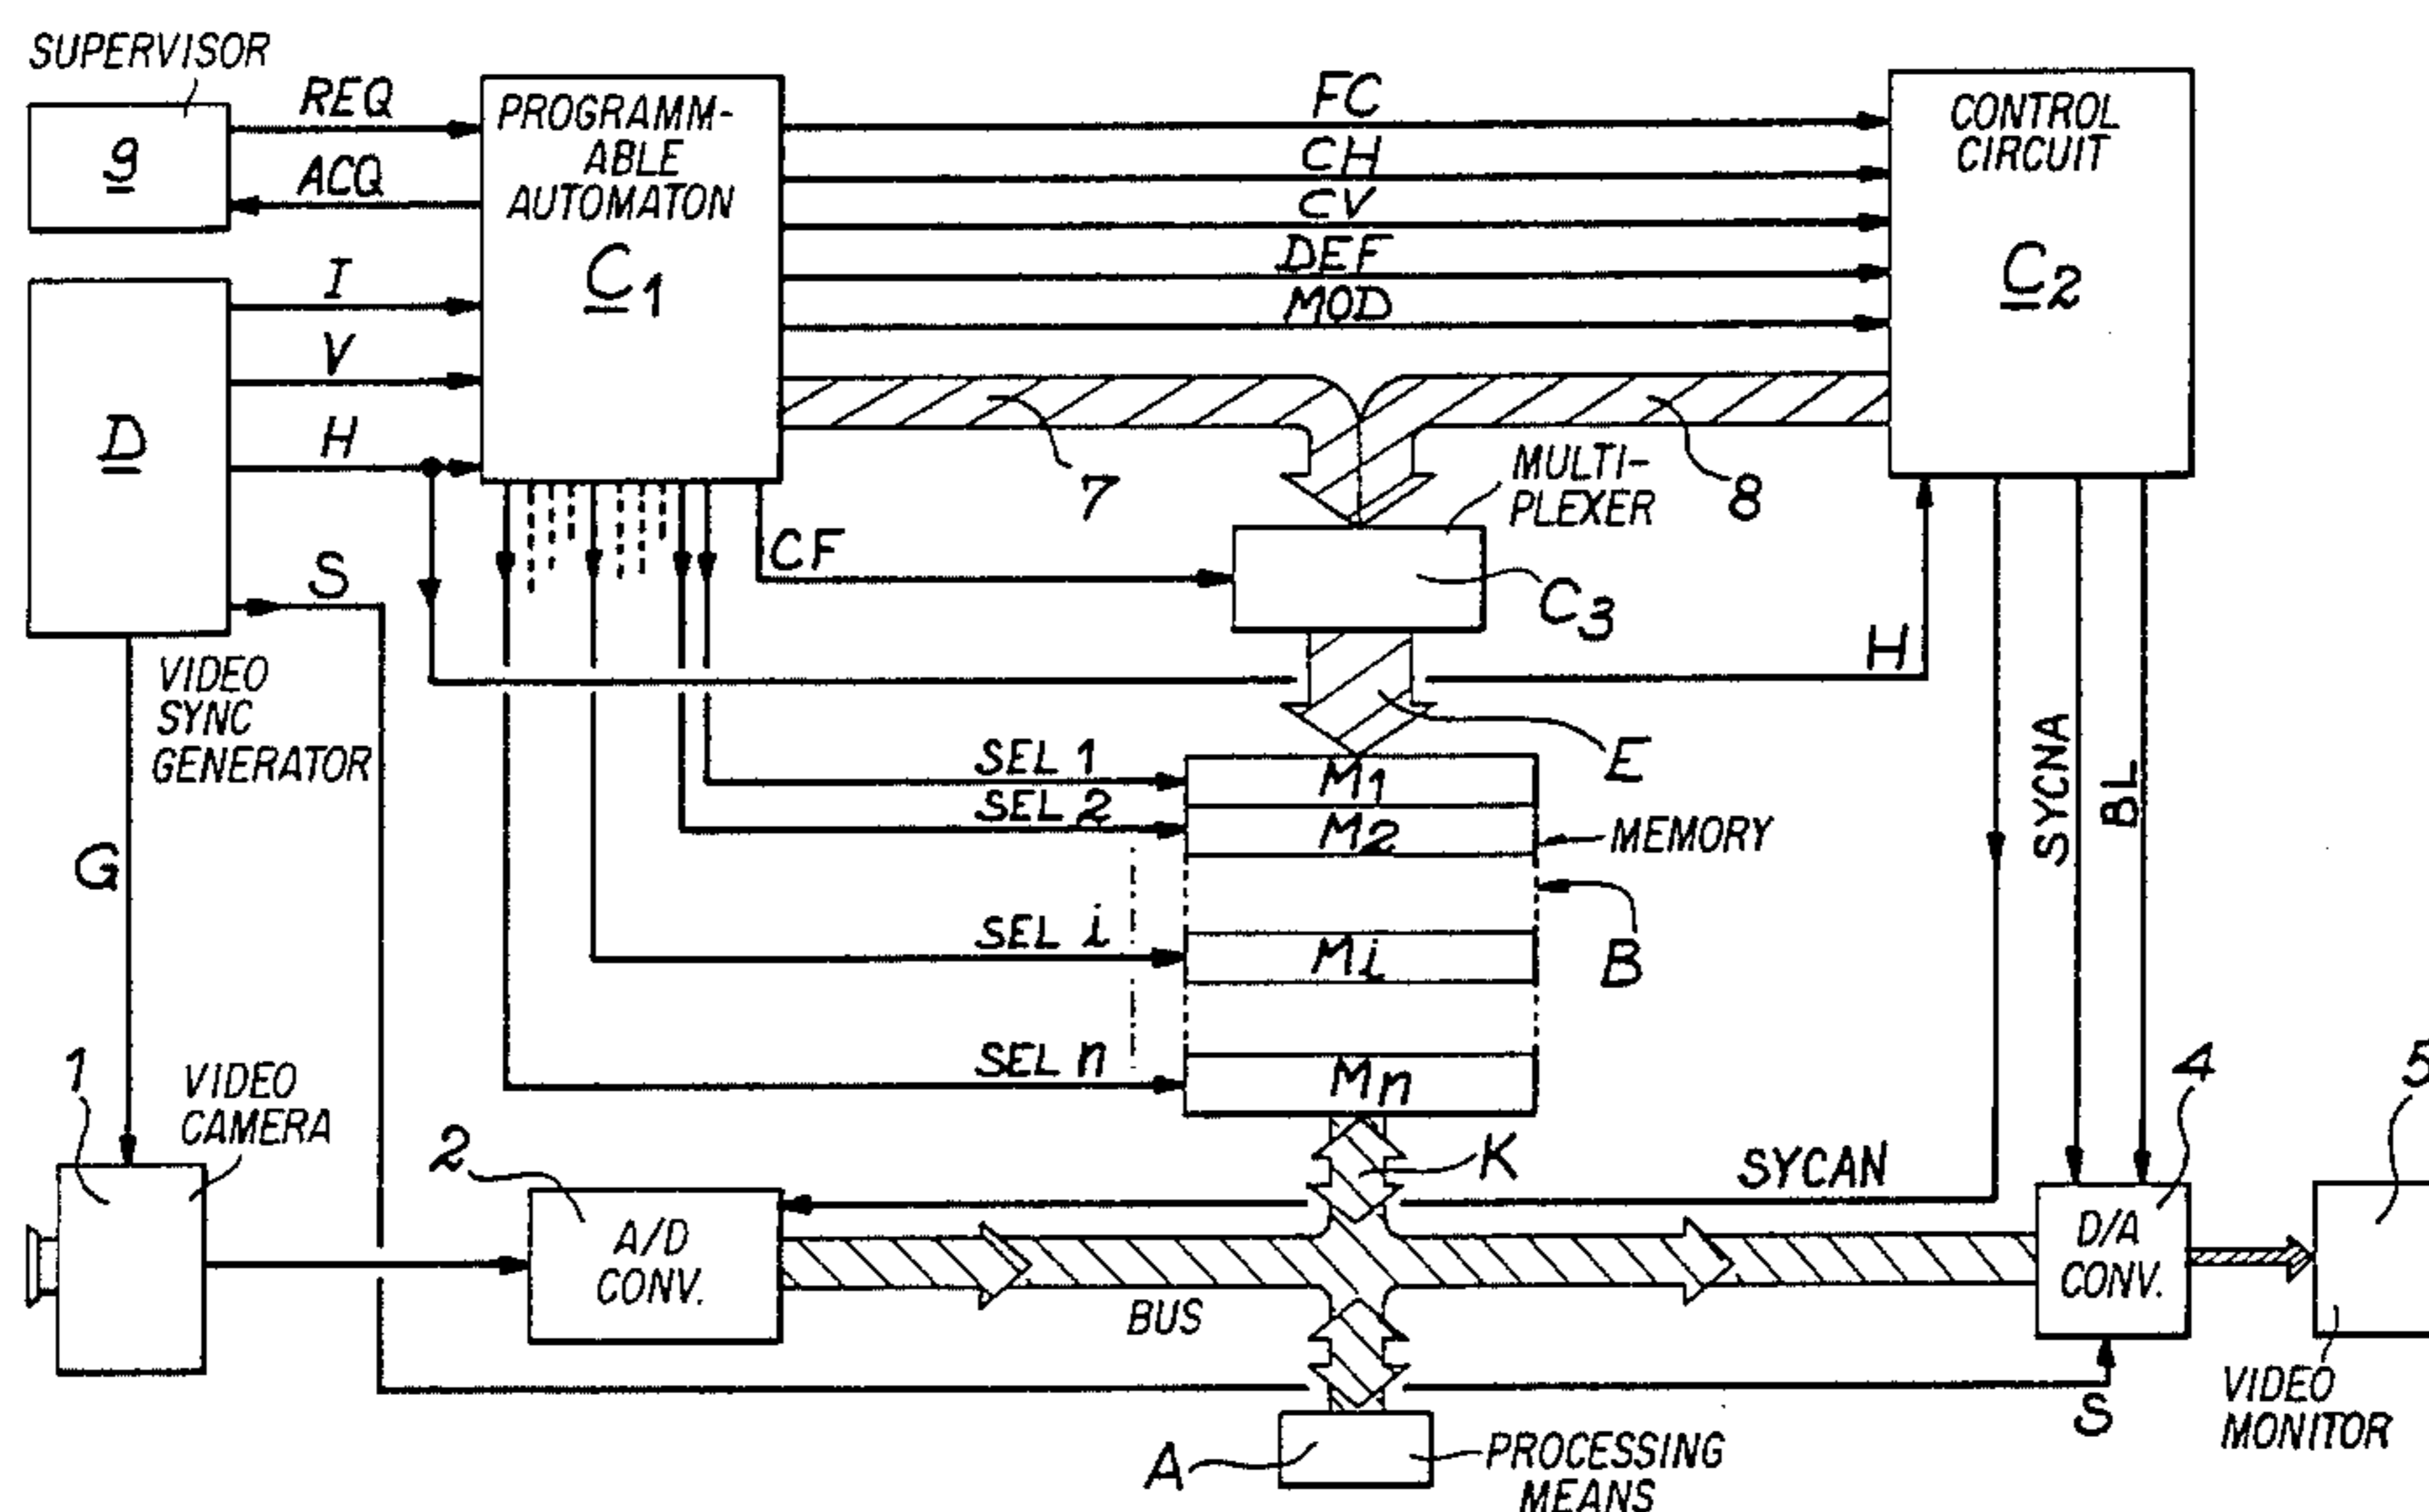 SUPERVISOR
9
REQ
ACQ
PROGRAMM-
ABLE
AUTOMATON
C1
FC
CH
CV
DEF
MOD
CONTROL
CIRCUIT
C2
I
V
H
D
S
7
8
MULTI-
PLEXER
CF
C3
H
VIDEO
SYNC
GENERATOR
E
SEL 1
M1
SEL 2
M2
MEMORY
SYCNA
BL
G
SEL i
Mi
B
SEL n
Mn
1
VIDEO
CAMERA
2
K
SYCAN
4
5
A/D
CONV.
D/A
CONV.
BUS
S
VIDEO
MONITOR
A
PROCESSING
MEANS